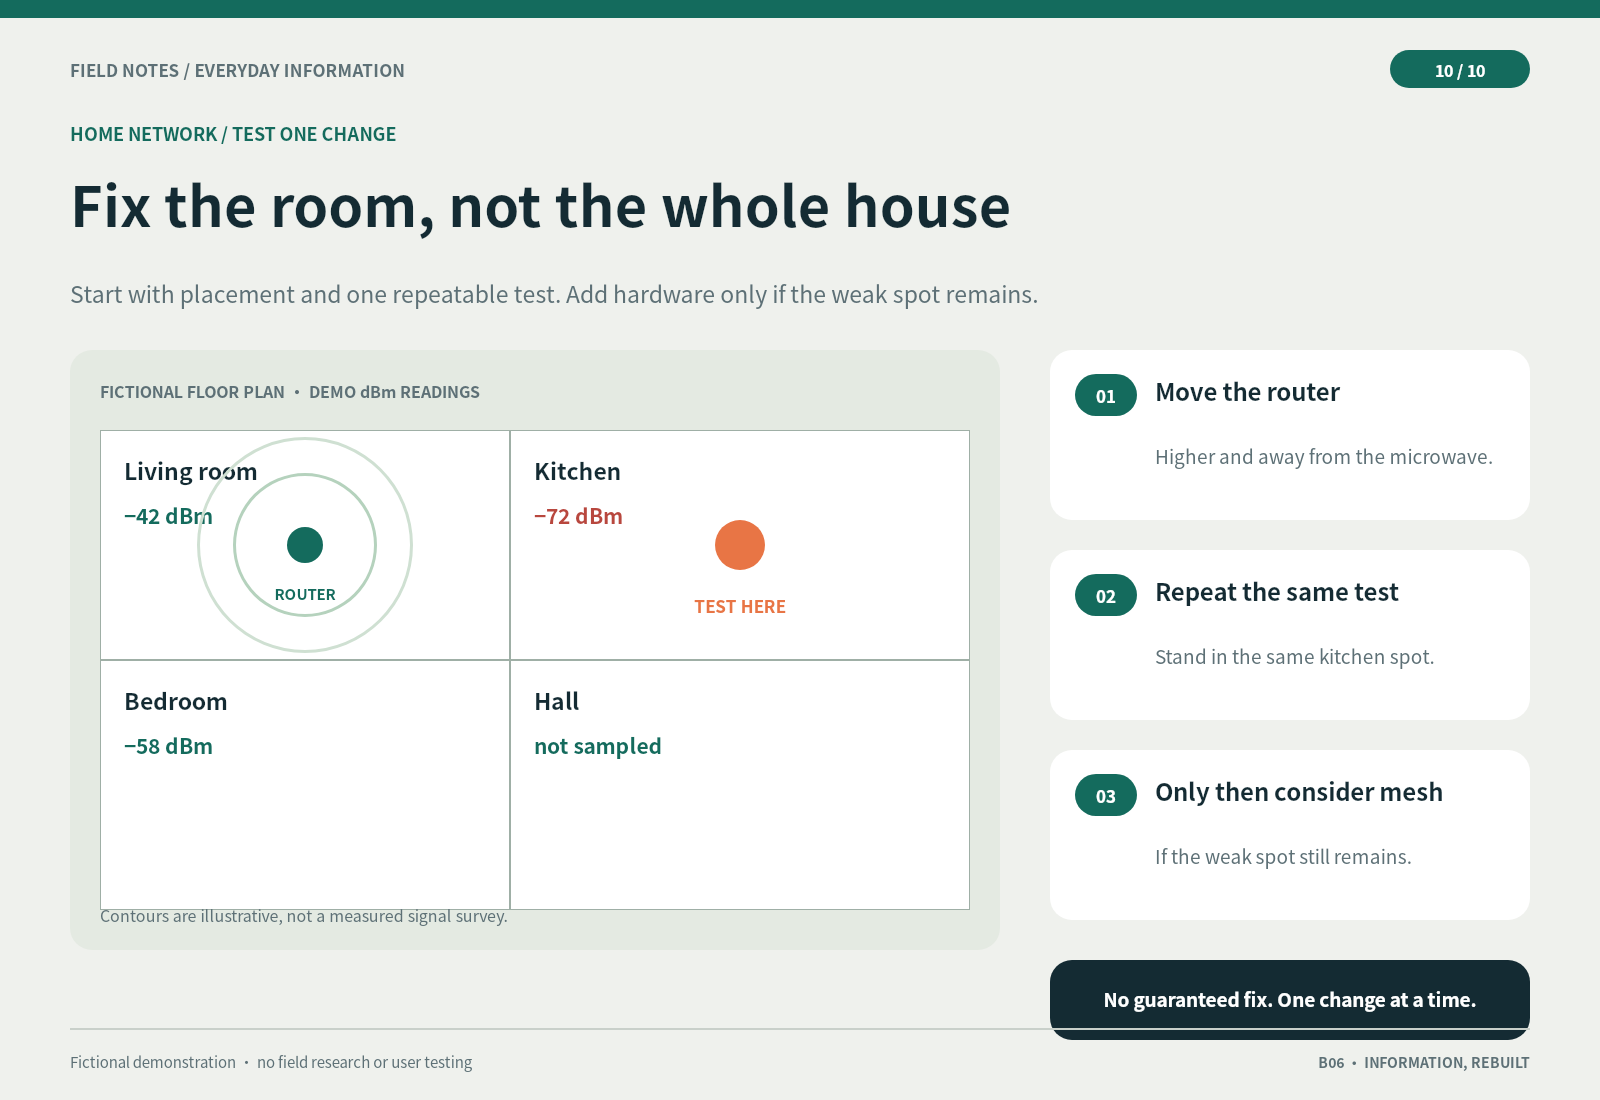 FIELD NOTES / EVERYDAY INFORMATION
10 / 10
HOME NETWORK / TEST ONE CHANGE
Fix the room, not the whole house
Start with placement and one repeatable test. Add hardware only if the weak spot remains.
FICTIONAL FLOOR PLAN • DEMO dBm READINGS
Living room
−42 dBm
ROUTER
Kitchen
−72 dBm
TEST HERE
Bedroom
−58 dBm
Hall
not sampled
Contours are illustrative, not a measured signal survey.
01
Move the router
Higher and away from the microwave.
02
Repeat the same test
Stand in the same kitchen spot.
03
Only then consider mesh
If the weak spot still remains.
No guaranteed fix. One change at a time.
Fictional demonstration • no field research or user testing
B06 • INFORMATION, REBUILT